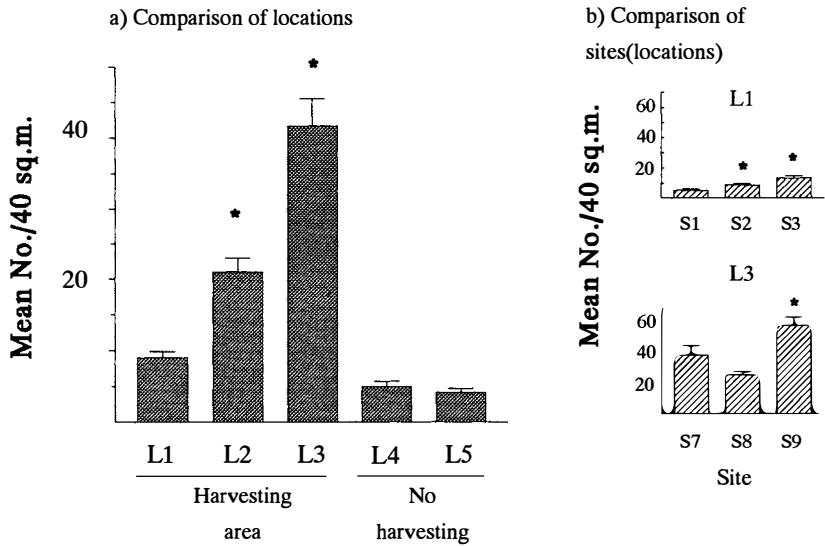 a) Comparison of locations
Mean No./40 sq.m.
40
20
*
*
L1 L2 L3 L4 L5
Harvesting
area
No
harvesting
b) Comparison of
sites(locations)
Mean No./40 sq.m.
L1
60
40
20
*
*
S1 S2 S3
L3
60
40
20
*
S7 S8 S9
Site